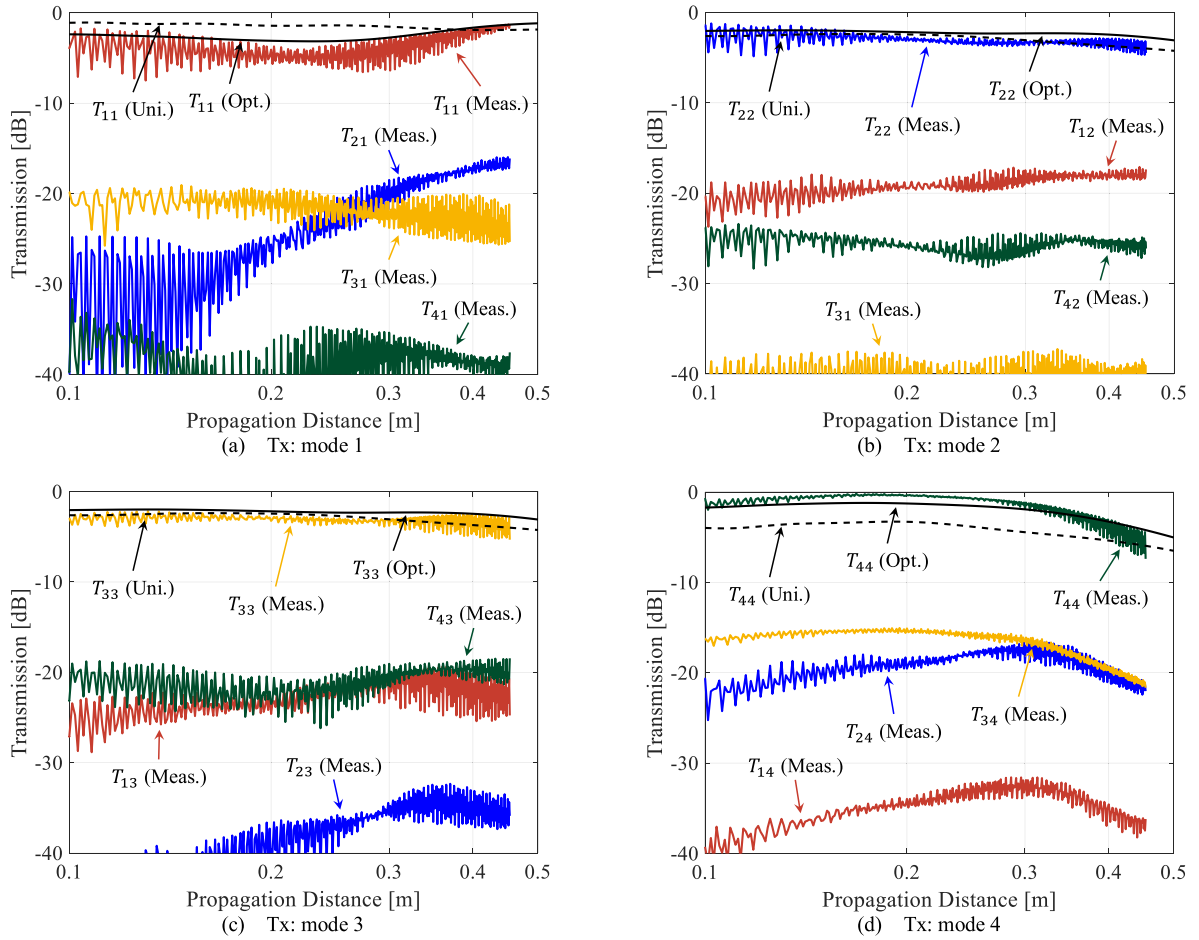 0
-10
-20
-30
-40
Transmission [dB]
T11 (Uni.)
T11 (Opt.)
T11 (Meas.)
T21 (Meas.)
T31 (Meas.)
T41 (Meas.)
0.1
0.2
0.3
0.4
0.5
Propagation Distance [m]
(a) Tx: mode 1
0
-10
-20
-30
-40
Transmission [dB]
T22 (Uni.)
T22 (Meas.)
T22 (Opt.)
T12 (Meas.)
T42 (Meas.)
T31 (Meas.)
0.1
0.2
0.3
0.4
0.5
Propagation Distance [m]
(b) Tx: mode 2
0
-10
-20
-30
-40
Transmission [dB]
T33 (Uni.)
T33 (Meas.)
T33 (Opt.)
T43 (Meas.)
T13 (Meas.)
T23 (Meas.)
0.1
0.2
0.3
0.4
0.5
Propagation Distance [m]
(c) Tx: mode 3
0
-10
-20
-30
-40
Transmission [dB]
T44 (Uni.)
T44 (Opt.)
T44 (Meas.)
T24 (Meas.)
T34 (Meas.)
T14 (Meas.)
0.1
0.2
0.3
0.4
0.5
Propagation Distance [m]
(d) Tx: mode 4